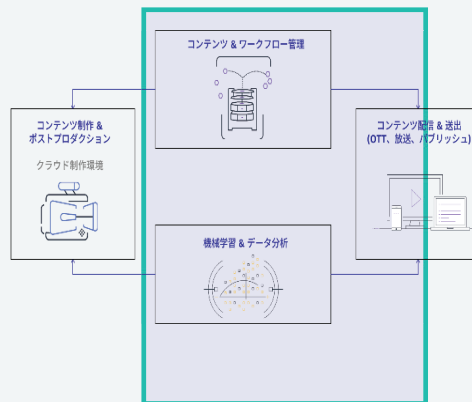 コンテンツ & ワークフロー管理
コンテンツ制作 &
ポストプロダクション
クラウド制作環境
コンテンツ配信 & 送出
(OTT、放送、パブリッシュ)
機械学習 & データ分析